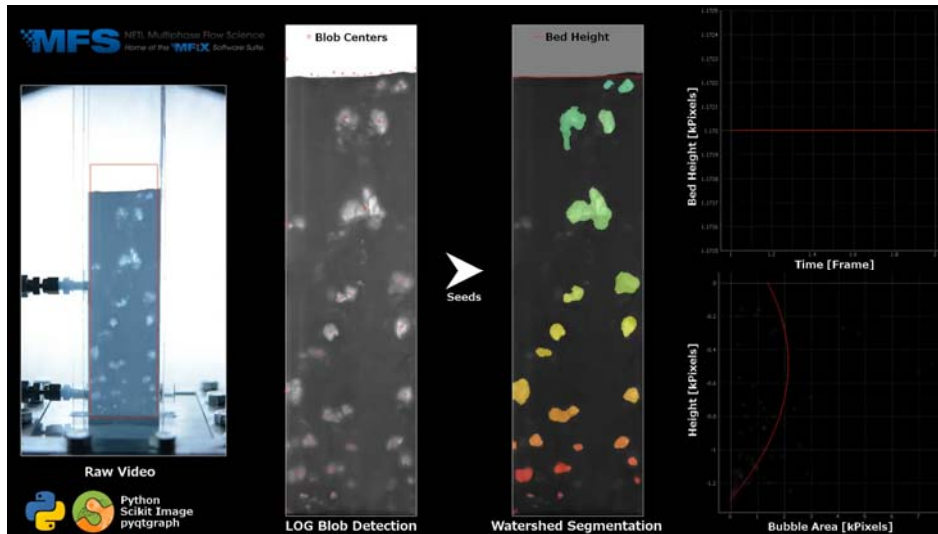 MFS
NETL Multiphase Flow Science
Home of the MFIX Software Suite.
Raw Video
Python
Scikit Image
pyqtgraph
Blob Centers
LOG Blob Detection
Seeds
Bed Height
Watershed Segmentation
Bed Height [kPixels]
Time [Frame]
Height [kPixels]
Bubble Area [kPixels]